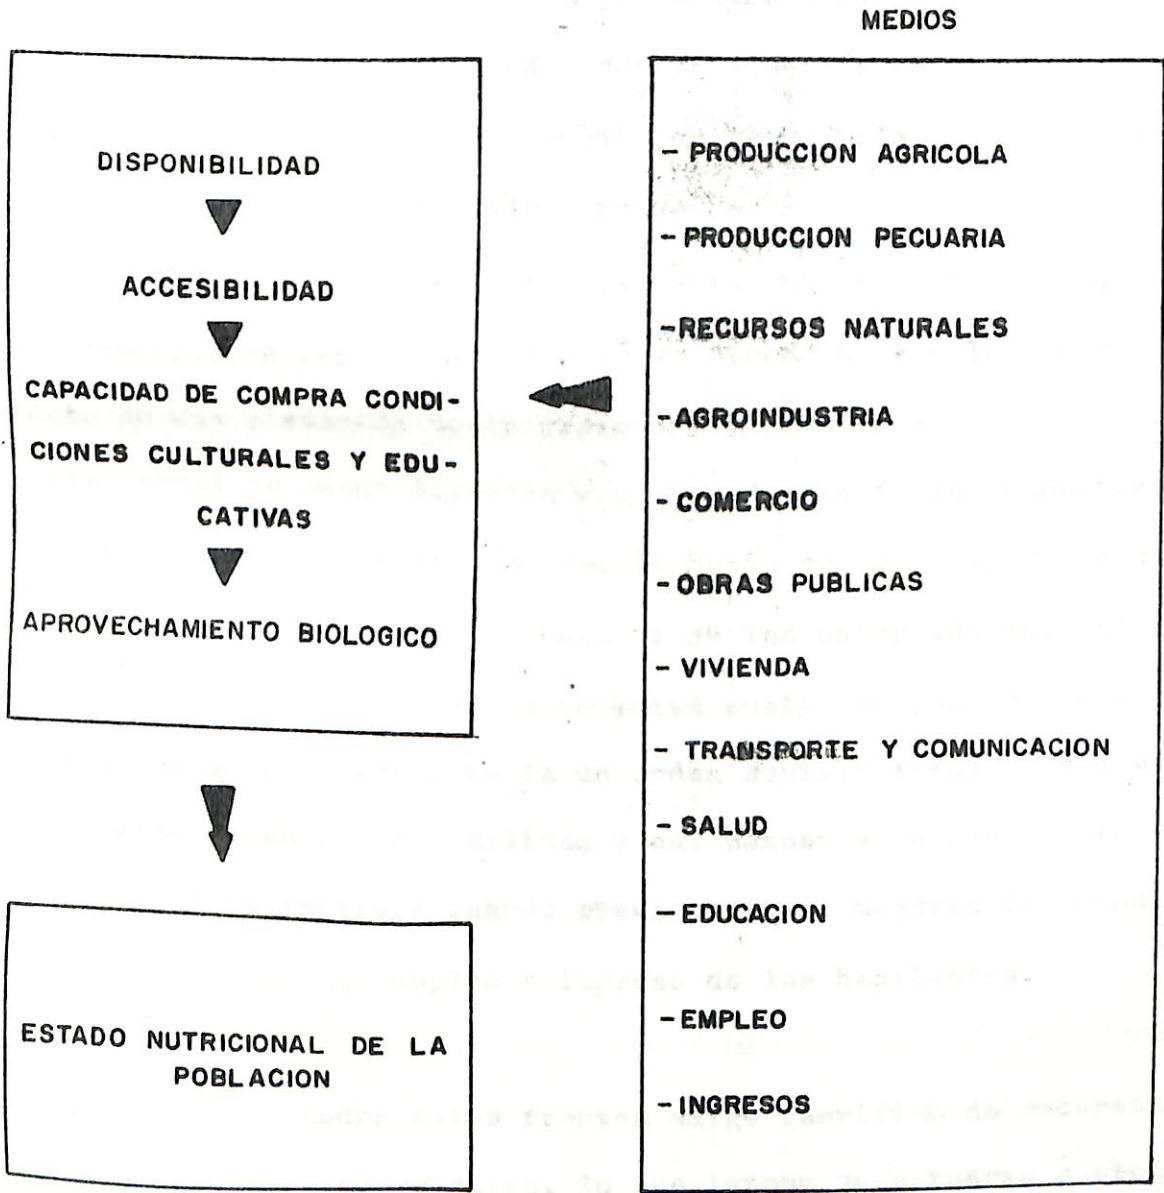 MEDIOS
DISPONIBILIDAD
ACCESIBILIDAD
CAPACIDAD DE COMPRA CONDI-
CIONES CULTURALES Y EDU-
CATIVAS
APROVECHAMIENTO BIOLOGICO
ESTADO NUTRICIONAL DE LA
POBLACION
- PRODUCCION AGRICOLA
- PRODUCCION PECUARIA
- RECURSOS NATURALES
- AGROINDUSTRIA
- COMERCIO
- OBRAS PUBLICAS
- VIVIENDA
- TRANSPORTE Y COMUNICACION
- SALUD
- EDUCACION
- EMPLEO
- INGRESOS